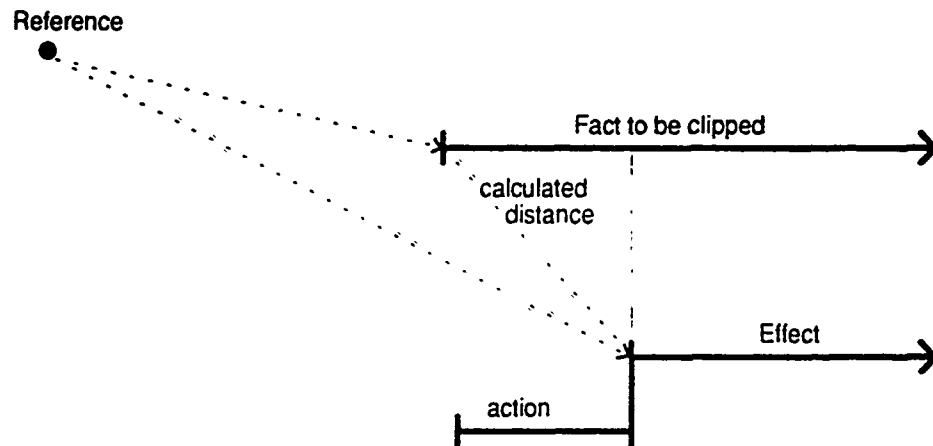 Reference
Fact to be clipped
calculated
distance
Effect
action